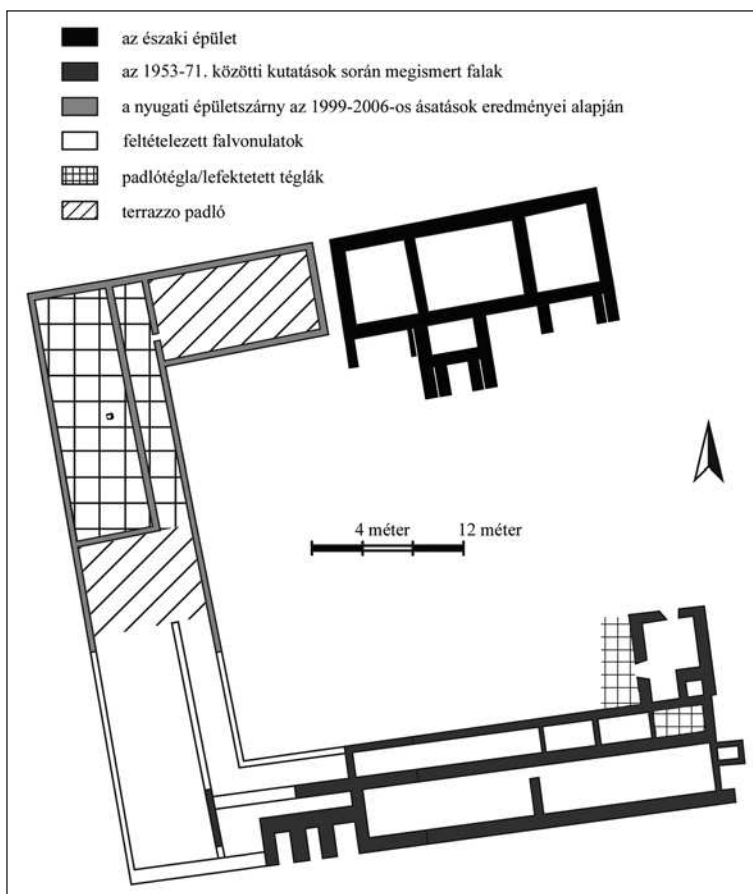 az északi épület
az 1953-71. közötti kutatások során megismert falak
a nyugati épületszárny az 1999-2006-os ásatások eredményei alapján
feltételezett falvonulatok
padlótégla/lefektetett téglák
terrazzo padló
4 méter 12 méter